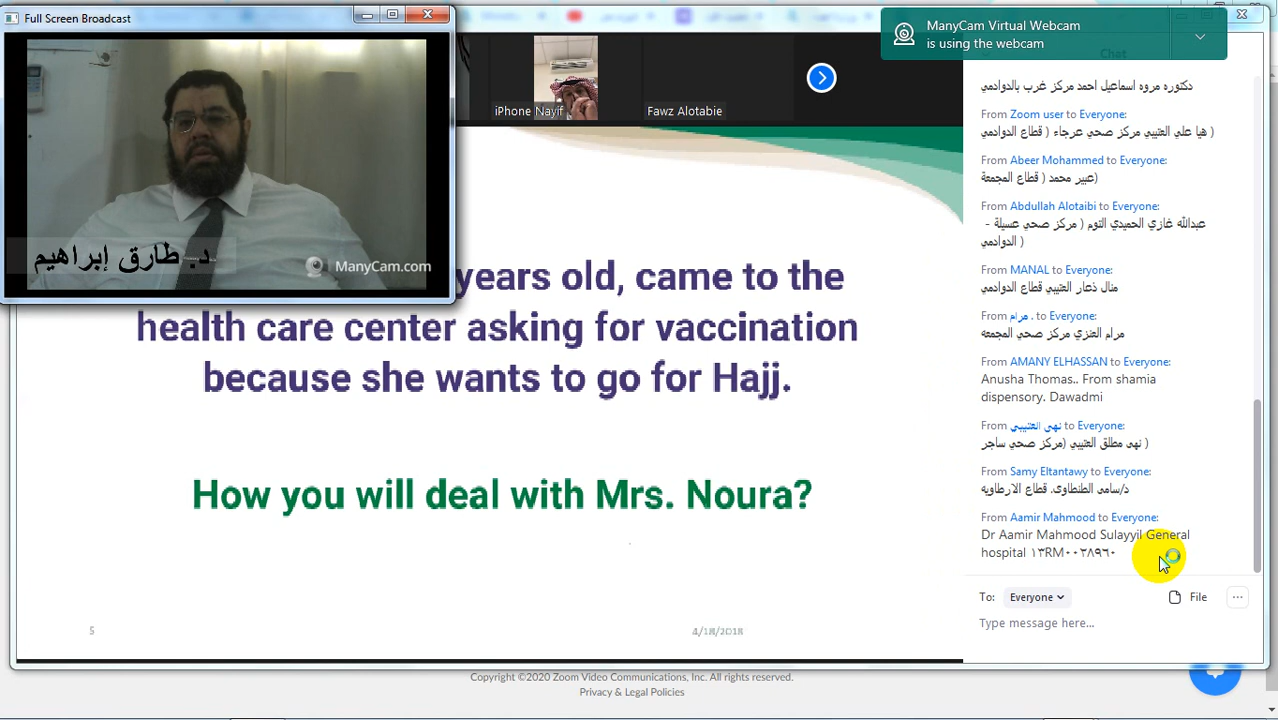 Full Screen Broadcast
ManyCam Virtual Webcam
is using the webcam
د. طارق إبراهيم
ManyCam.com
iPhone Nayif
Fawz Alotabie
years old, came to the
health care center asking for vaccination
because she wants to go for Hajj.
How you will deal with Mrs. Noura?
5
4/18/2018
Chat
دكتوره مروه اسماعيل احمد مركز غرب بالدوادمي
From Zoom user to Everyone:
هيا علي العتيبي مركز صحي عرجاء ( قطاع الدوادمي )
From Abeer Mohammed to Everyone:
عبير محمد ( قطاع المجمعة)
From Abdullah Alotaibi to Everyone:
عبدالله غازي الحميدي التوم ( مركز صحي عسيلة -
الدوادمي )
From MANAL to Everyone:
منال ذعار العتيبي قطاع الدوادمي
From مرام . to Everyone:
مرام العنزي مركز صحي المجمعه
From AMANY ELHASSAN to Everyone:
Anusha Thomas.. From shamia
dispensory. Dawadmi
From نهى العتيبي to Everyone:
نهى مطلق العتيبي (مركز صحي ساجر )
From Samy Eltantawy to Everyone:
د/سامى الطنطاوى. قطاع الارطاوية
From Aamir Mahmood to Everyone:
Dr Aamir Mahmood Sulayyil General
hospital ١٣RM٠٠٣٨٩٦٠
To: Everyone
File
Type message here...
Copyright ©2020 Zoom Video Communications, Inc. All rights reserved.
Privacy & Legal Policies